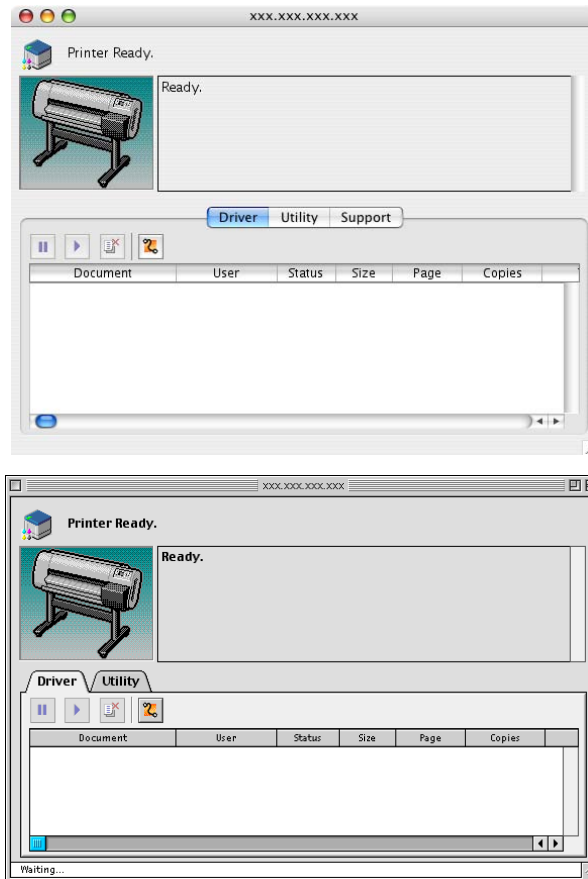 xxx.xxx.xxx.xxx
Printer Ready.
Ready.
Driver Utility Support
Document User Status Size Page Copies
xxx.xxx.xxx.xxx
Printer Ready.
Ready.
Driver Utility
Document User Status Size Page Copies
Waiting...